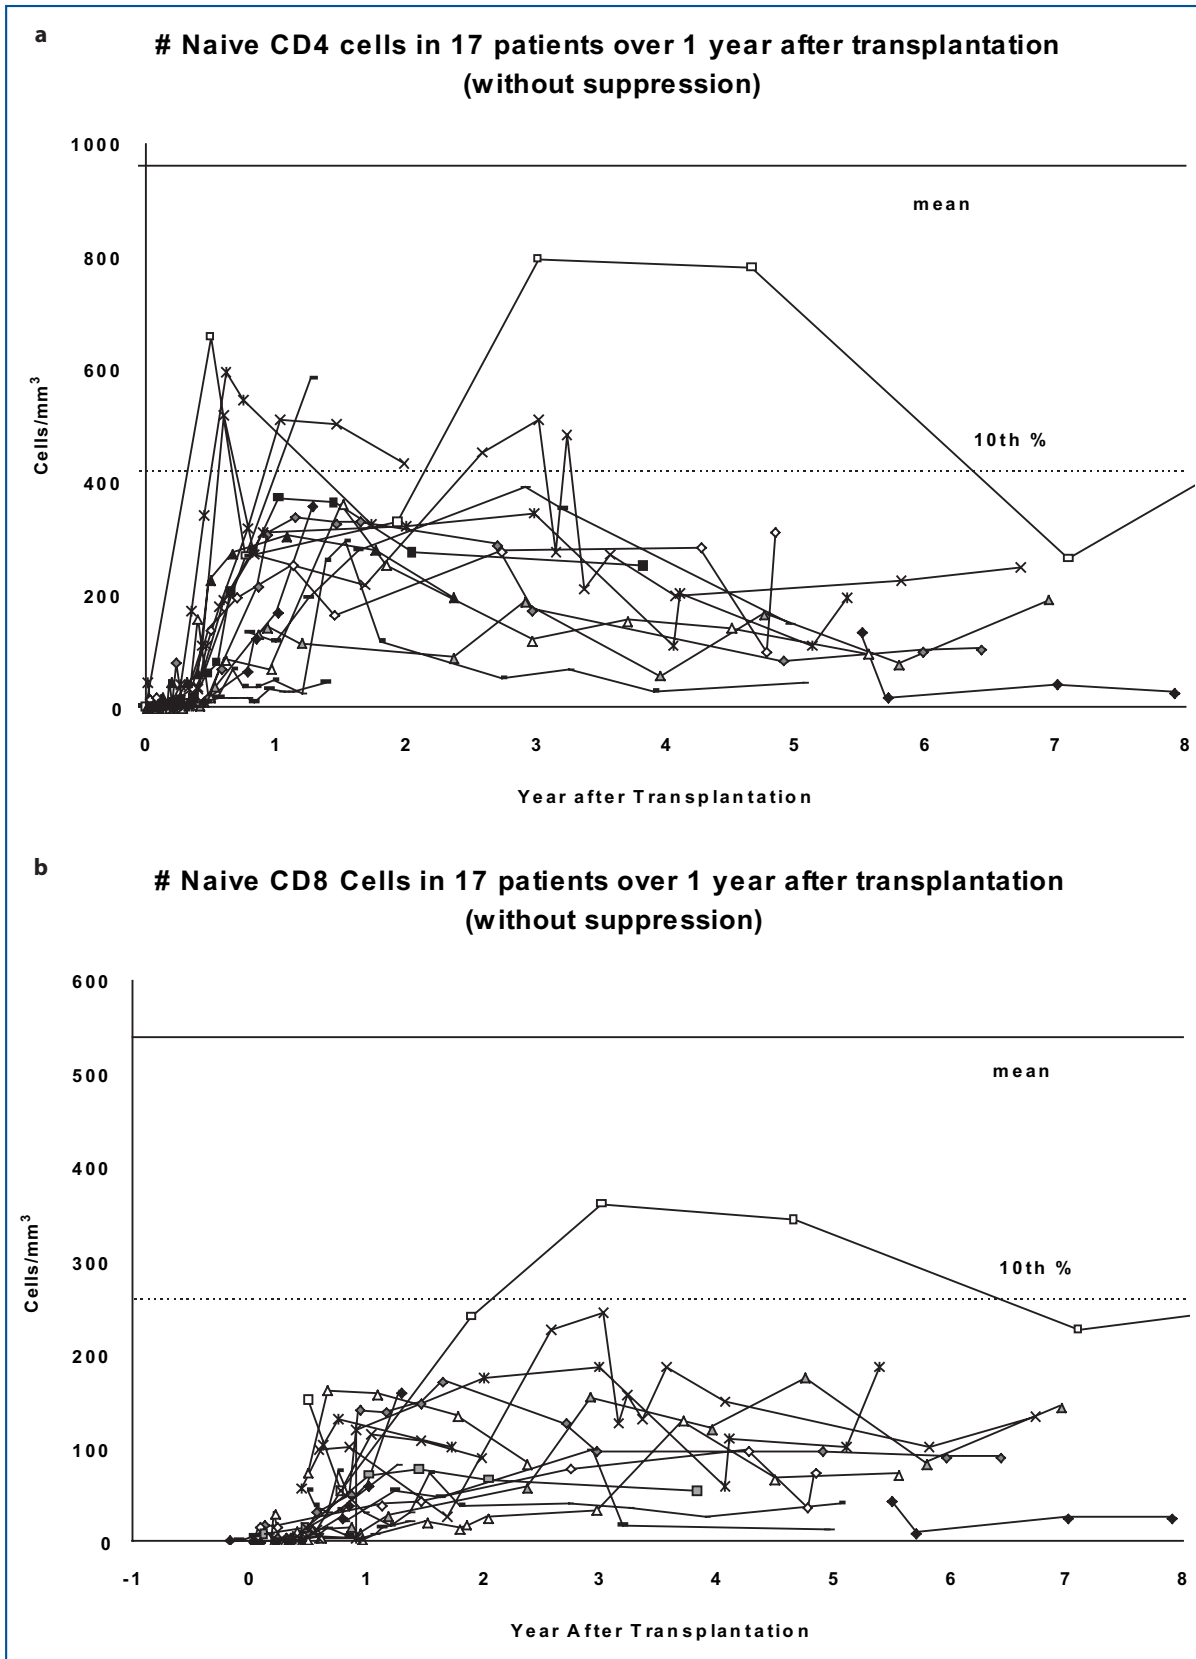 a
# Naive CD4 cells in 17 patients over 1 year after transplantation
(without suppression)
1000
800
600
400
200
0
Cells/mm³
mean
10th %
0 1 2 3 4 5 6 7 8
Year after Transplantation
b
# Naive CD8 Cells in 17 patients over 1 year after transplantation
(without suppression)
600
500
400
300
200
100
0
Cells/mm³
mean
10th %
-1 0 1 2 3 4 5 6 7 8
Year After Transplantation